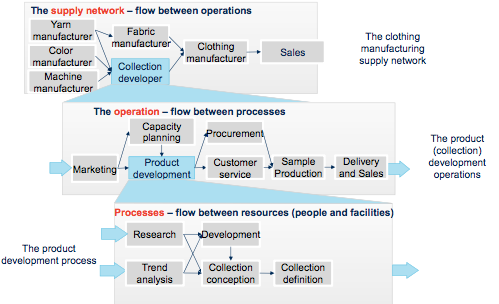 The supply network – flow between operations
Yarn
manufacturer
Fabric
manufacturer
Color
manufacturer
Clothing
manufacturer
Sales
Collection
developer
Machine
manufacturer
The clothing
manufacturing
supply network
The operation – flow between processes
Capacity
planning
Procurement
Marketing
Product
development
Customer
service
Sample
Production
Delivery
and Sales
The product
(collection)
development
operations
Processes – flow between resources (people and facilities)
Research
Development
The product
development process
Trend
analysis
Collection
conception
Collection
definition